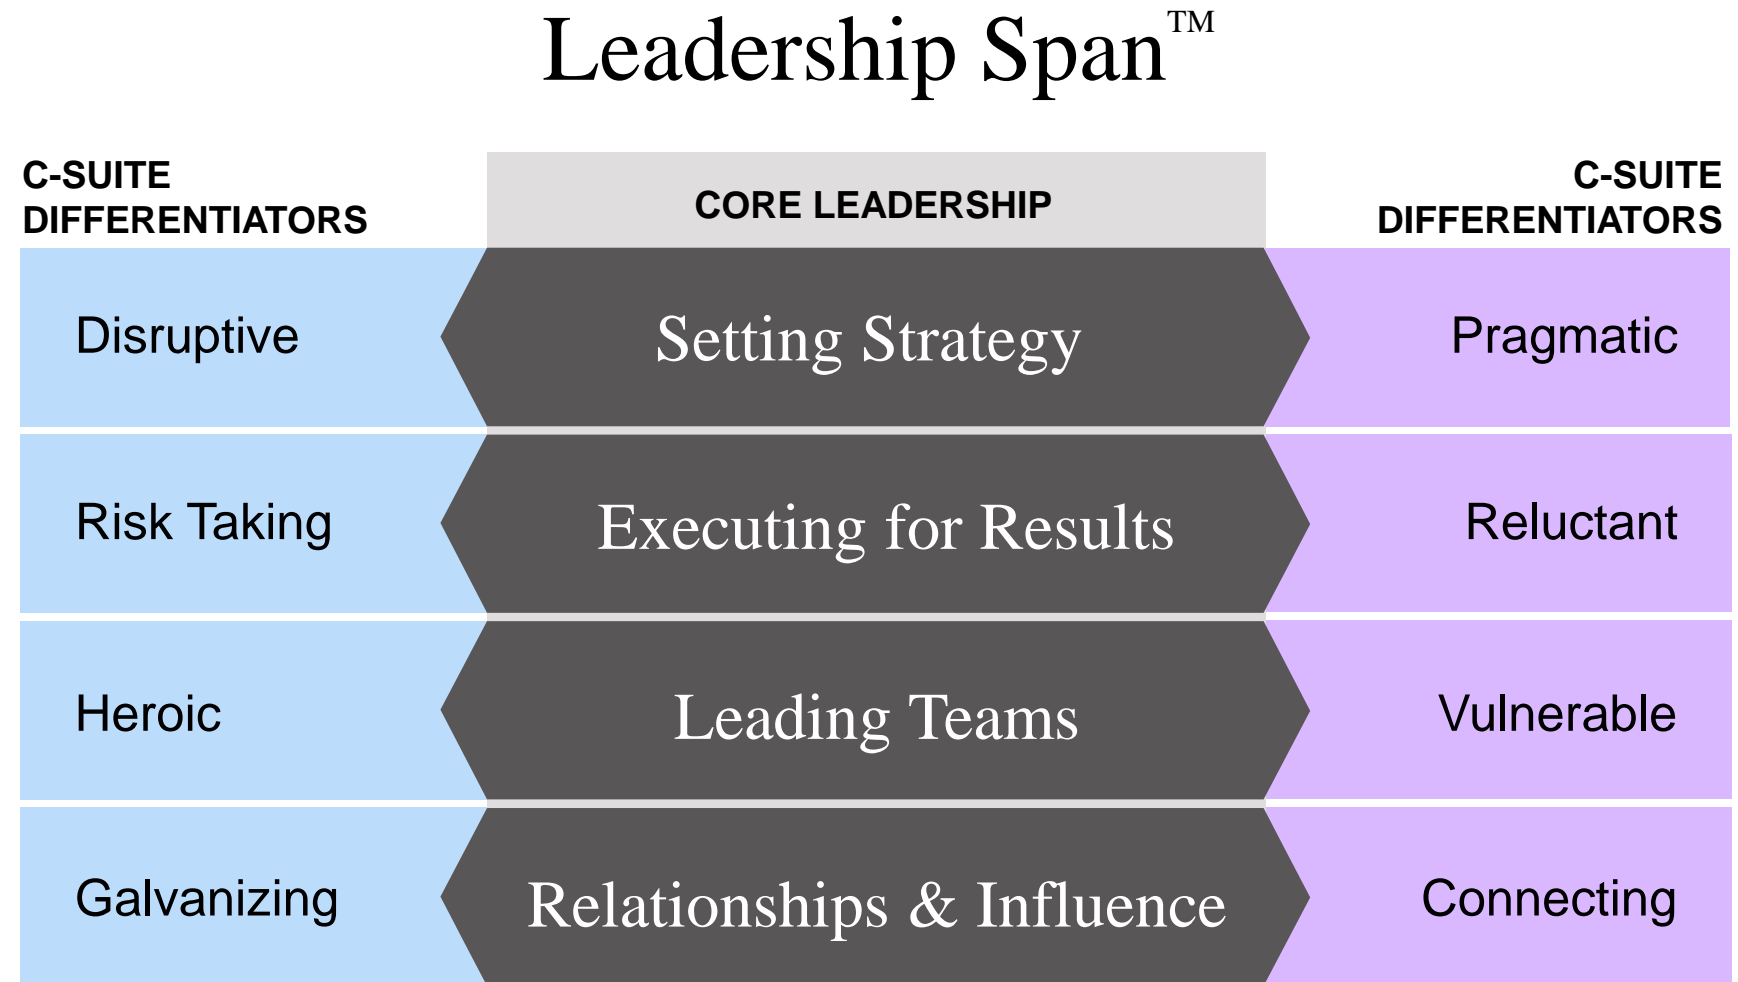 Leadership Span™
C-SUITE
DIFFERENTIATORS
CORE LEADERSHIP
C-SUITE
DIFFERENTIATORS
Disruptive
Setting Strategy
Pragmatic
Risk Taking
Executing for Results
Reluctant
Heroic
Leading Teams
Vulnerable
Galvanizing
Relationships & Influence
Connecting